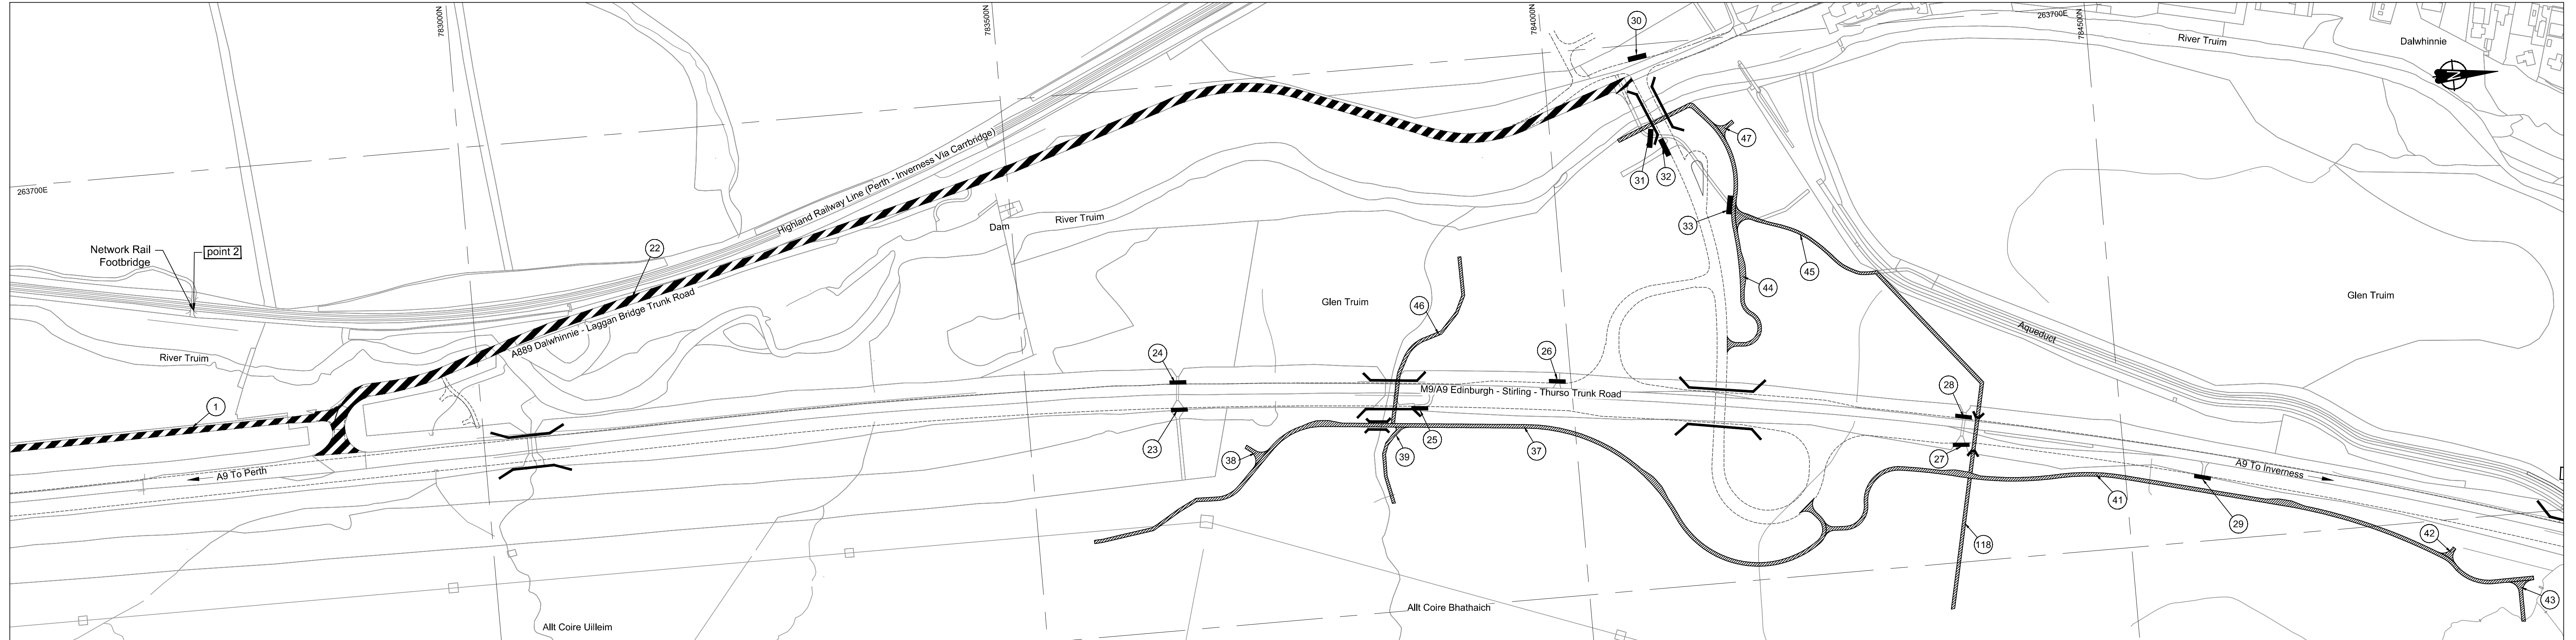 783000N
783500N
784000N
784500N
263700E
River Truim
Dalwhinnie
N
30
47
31
32
33
263700E
Highland Railway Line (Perth - Inverness Via Carrbridge)
Dam
River Truim
45
44
Network Rail
Footbridge
point 2
22
Glen Truim
46
Glen Truim
A889 Dalwhinnie - Laggan Bridge Trunk Road
River Truim
Aqueduct
24
26
M9/A9 Edinburgh - Stirling - Thurso Trunk Road
28
1
23
38
39
25
37
27
A9 To Perth
A9 To Inverness
41
29
118
42
43
Allt Coire Bhathaich
Allt Coire Uilleim